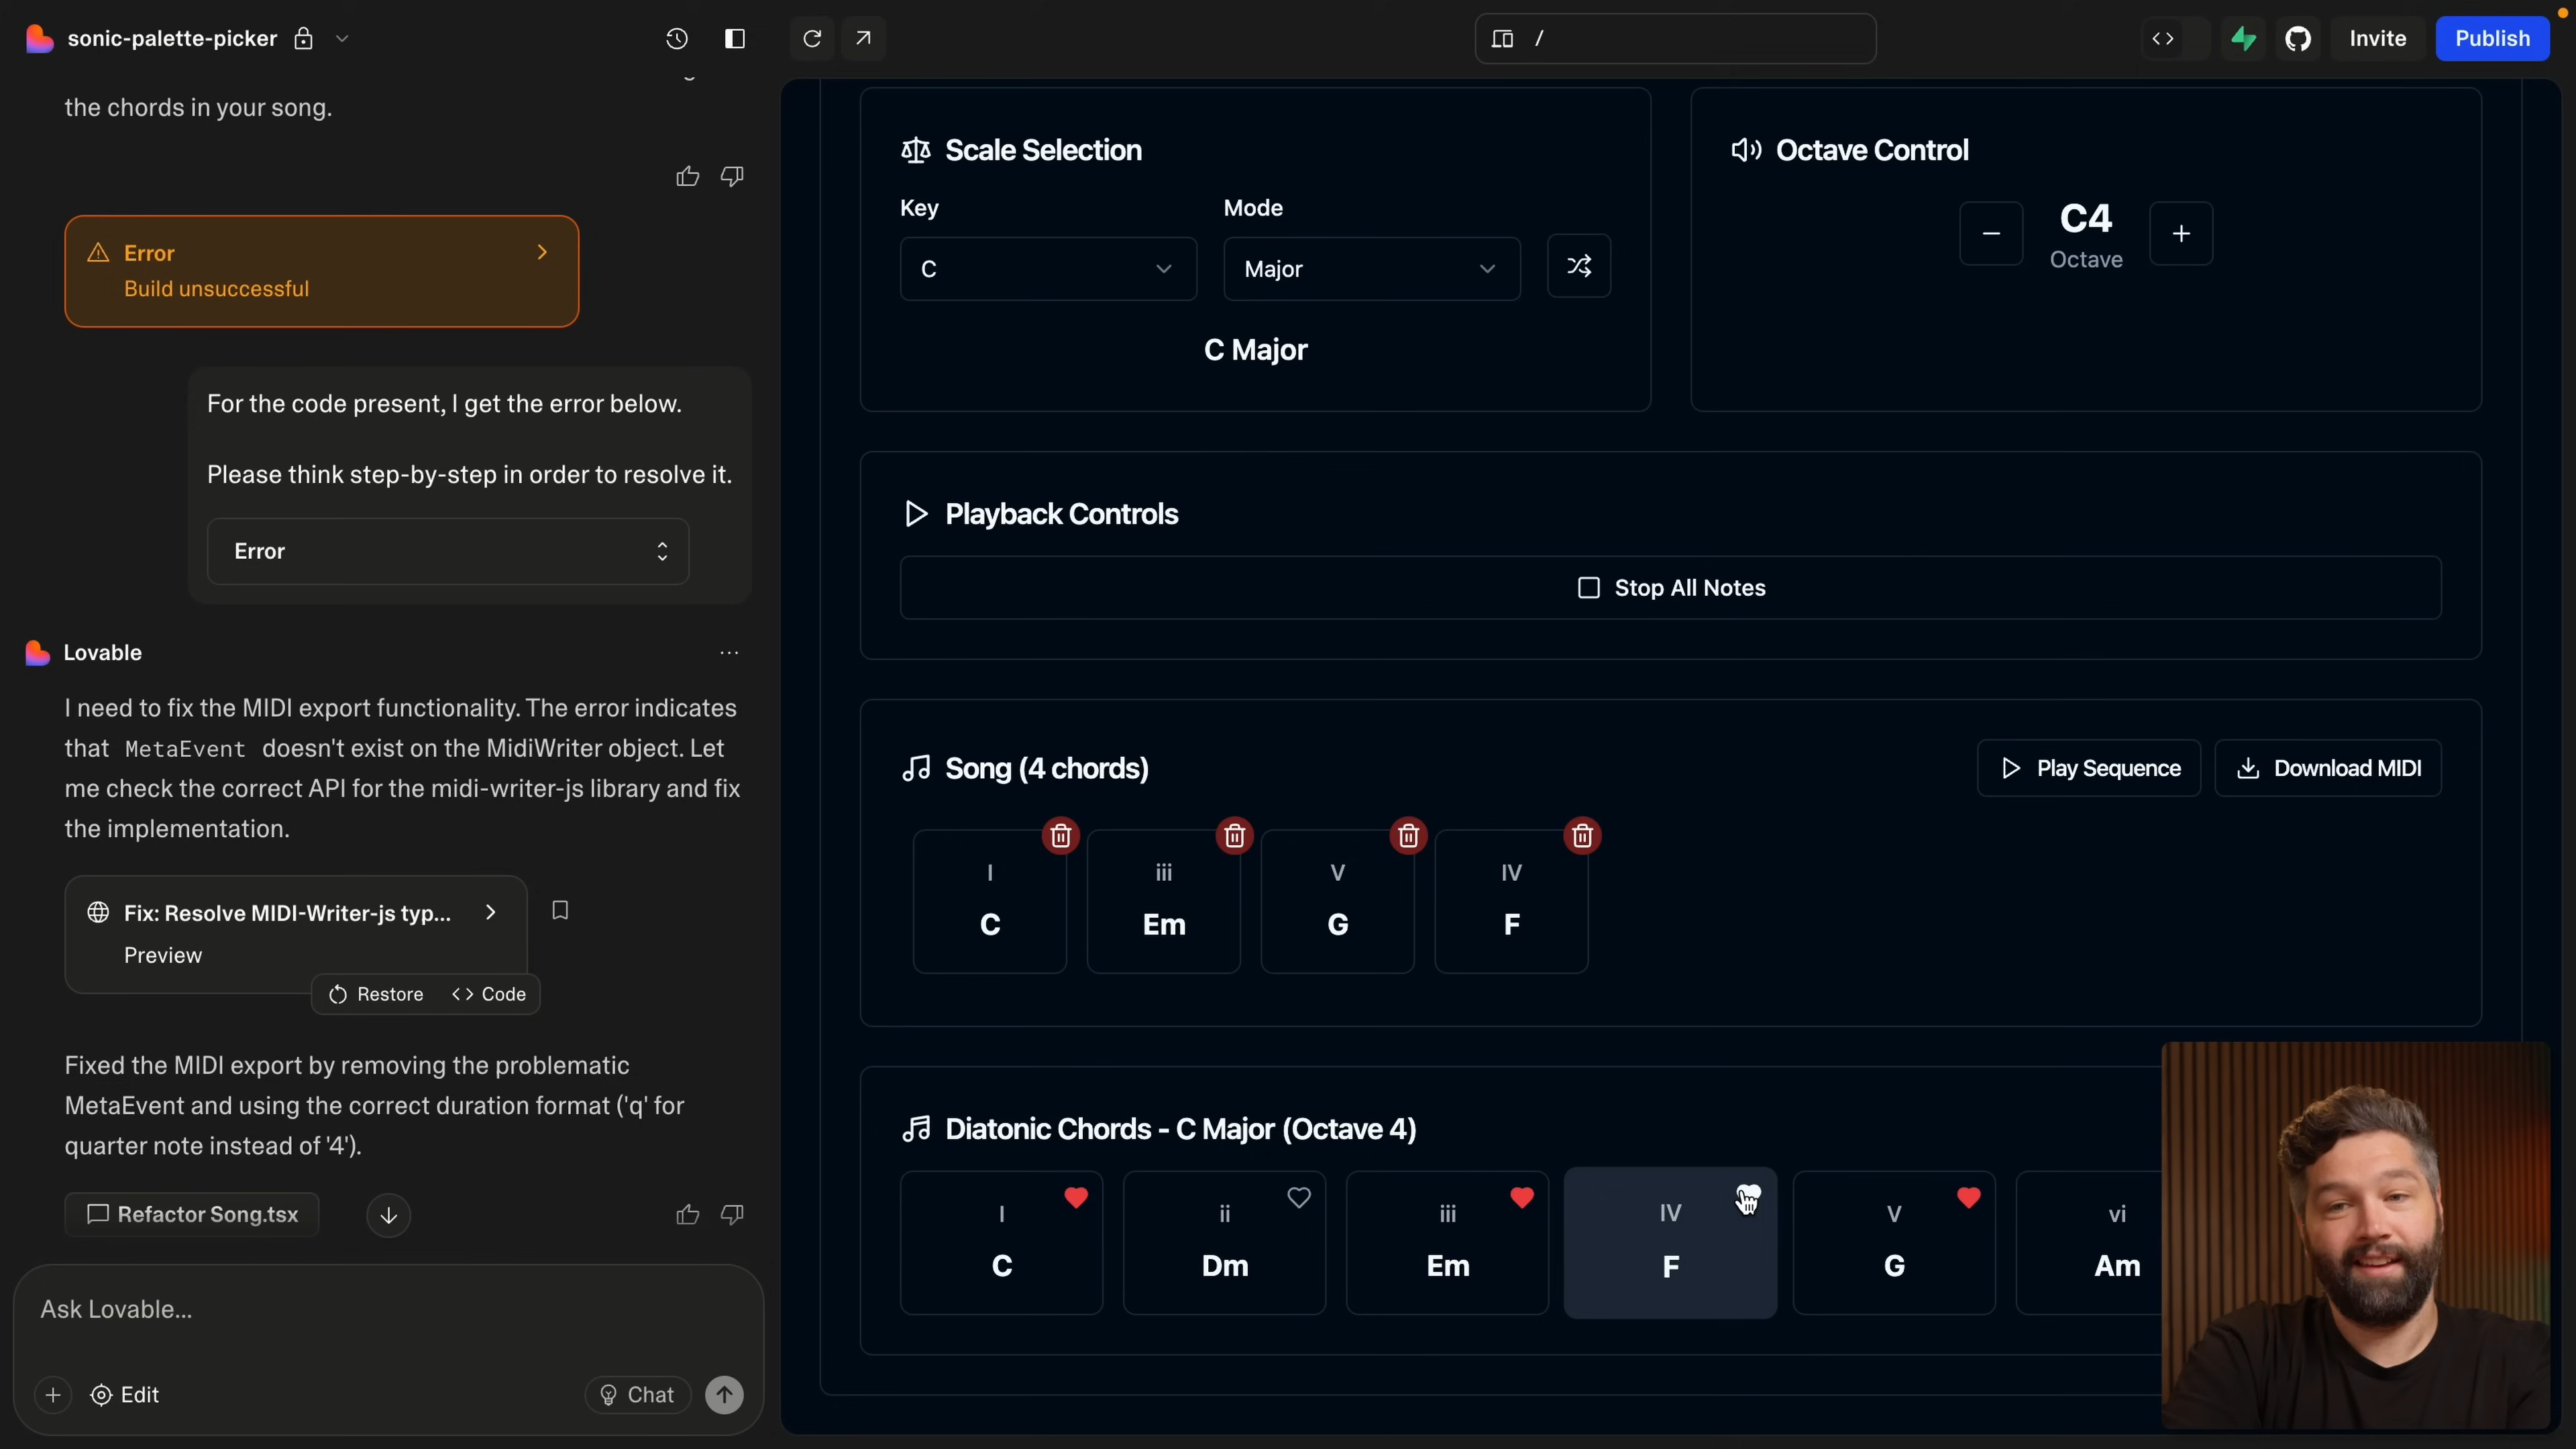 sonic-palette-picker
the chords in your song.
Error
Build unsuccessful
For the code present, I get the error below.
Please think step-by-step in order to resolve it.
Error
Lovable
I need to fix the MIDI export functionality. The error indicates
that MetaEvent doesn't exist on the MidiWriter object. Let
me check the correct API for the midi-writer-js library and fix
the implementation.
Fix: Resolve MIDI-Writer-js typ...
Preview
Restore
Code
Fixed the MIDI export by removing the problematic
MetaEvent and using the correct duration format ('q' for
quarter note instead of '4').
Refactor Song.tsx
Ask Lovable...
Edit
Chat
/
Invite
Publish
Scale Selection
Key
Mode
C
Major
C Major
Octave Control
C4
Octave
Playback Controls
Stop All Notes
Song (4 chords)
Play Sequence
Download MIDI
I
iii
V
IV
C
Em
G
F
Diatonic Chords - C Major (Octave 4)
I
ii
iii
IV
V
vi
C
Dm
Em
F
G
Am